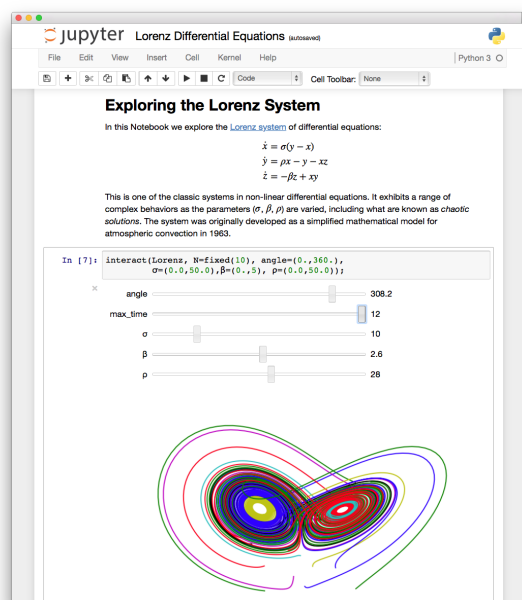 jupyter Lorenz Differential Equations (autosaved)
File Edit View Insert Cell Kernel Help Python 3
Code Cell Toolbar: None
Exploring the Lorenz System
In this Notebook we explore the Lorenz system of differential equations:
ẋ = σ(y − x)
ẏ = ρx − y − xz
ż = −βz + xy
This is one of the classic systems in non-linear differential equations. It exhibits a range of
complex behaviors as the parameters (σ, β, ρ) are varied, including what are known as chaotic
solutions. The system was originally developed as a simplified mathematical model for
atmospheric convection in 1963.
In [7]: interact(Lorenz, N=fixed(10), angle=(0.,360.),
σ=(0.0,50.0),β=(0.,5), ρ=(0.0,50.0));
angle 308.2
max_time 12
σ 10
β 2.6
ρ 28